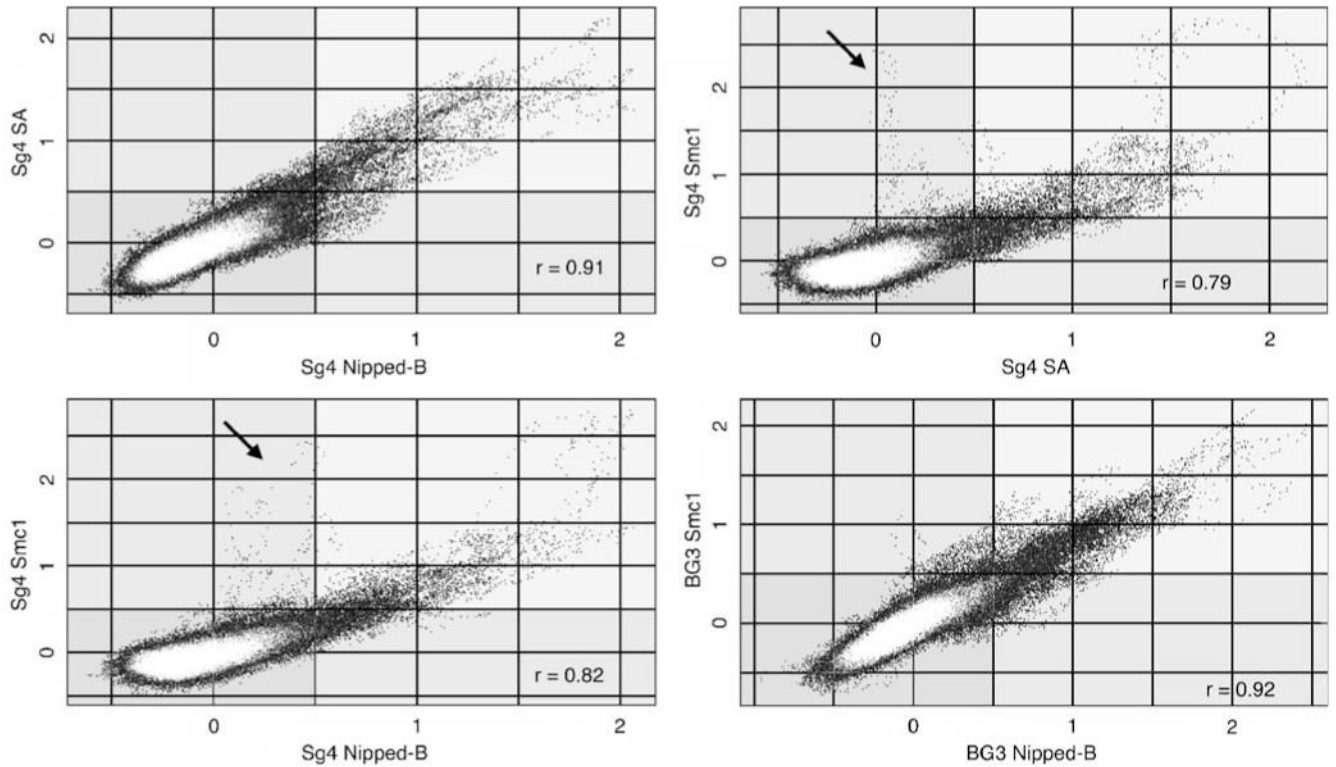 2
1
0
Sg4 SA
r = 0.91
0 1 2
Sg4 Nipped-B
2
1
0
Sg4 Smc1
r = 0.79
0 1 2
Sg4 SA
2
1
0
Sg4 Smc1
r = 0.82
0 1 2
Sg4 Nipped-B
2
1
0
BG3 Smc1
r = 0.92
0 1 2
BG3 Nipped-B